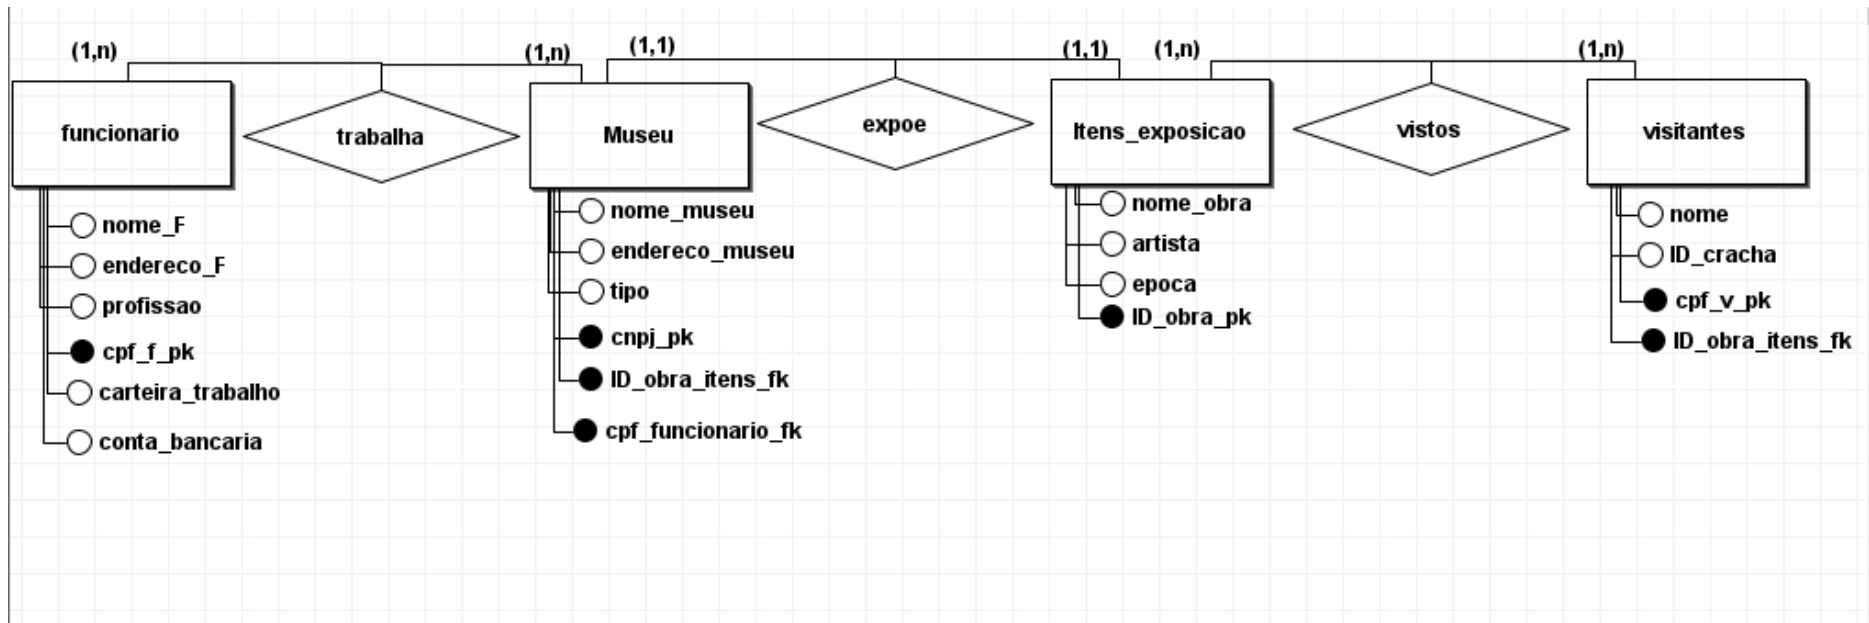 (1,n)
(1,n)
(1,1)
(1,1)
(1,n)
(1,n)
funcionario
trabalha
Museu
expoe
Itens_exposicao
vistos
visitantes
nome_F
endereco_F
profissao
cpf_f_pk
carteira_trabalho
conta_bancaria
nome_museu
endereco_museu
tipo
cnpj_pk
ID_obra_itens_fk
cpf_funcionario_fk
nome_obra
artista
epoca
ID_obra_pk
nome
ID_cracha
cpf_v_pk
ID_obra_itens_fk